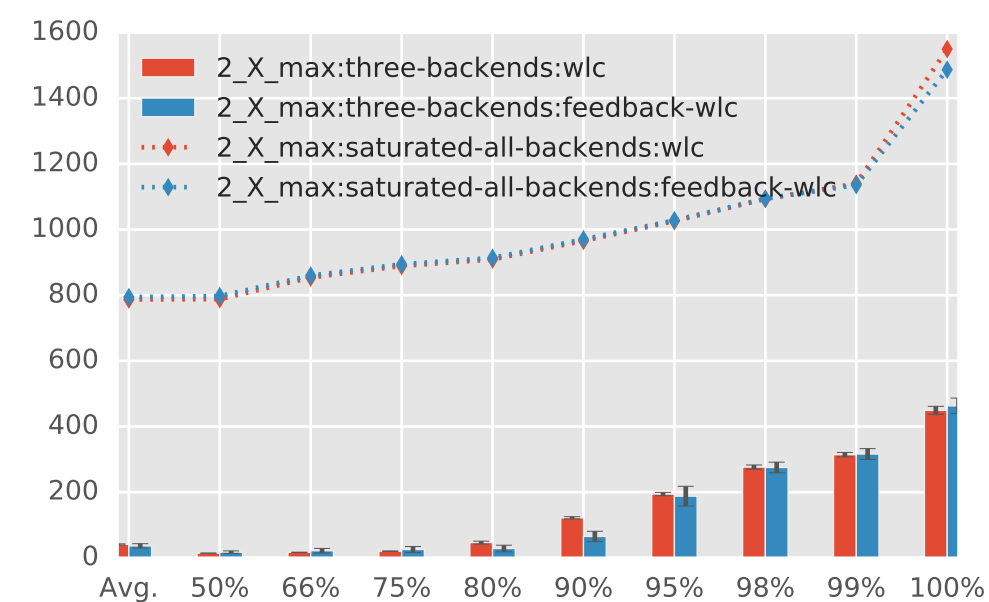 1600
1400
1200
1000
800
600
400
200
0
2_X_max:three-backends:wlc
2_X_max:three-backends:feedback-wlc
2_X_max:saturated-all-backends:wlc
2_X_max:saturated-all-backends:feedback-wlc
Avg. 50% 66% 75% 80% 90% 95% 98% 99% 100%